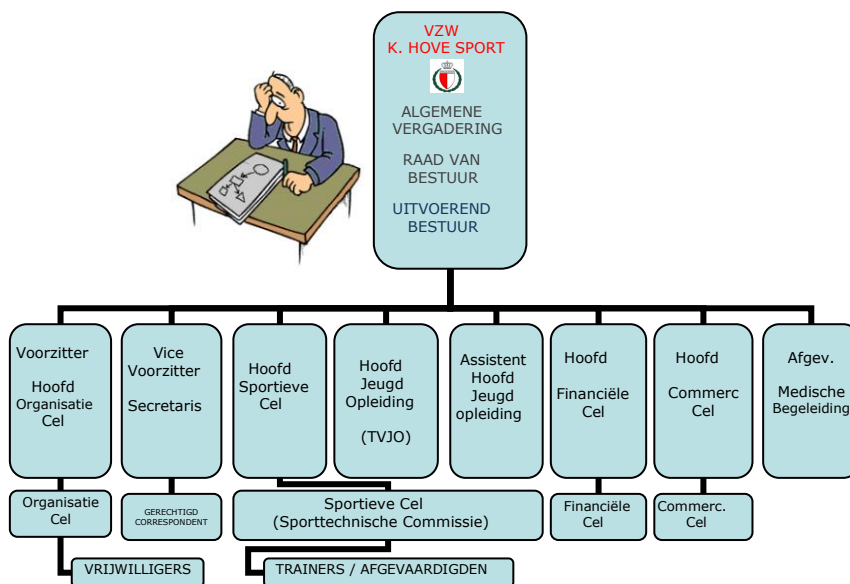 VZW
K. HOVE SPORT
ALGEMENE
VERGADERING
RAAD VAN
BESTUUR
UITVOEREND
BESTUUR
Voorzitter
Hoofd
Organisatie
Cel
Vice
Voorzitter
Secretaris
Hoofd
Sportieve
Cel
Hoofd
Jeugd
Opleiding
(TVJO)
Assistent
Hoofd
Jeugd
opleiding
Hoofd
Financiële
Cel
Hoofd
Commerc
Cel
Afgev.
Medische
Begeleiding
Organisatie
Cel
GERECHTIGD
CORRESPONDENT
Sportieve Cel
(Sporttechnische Commissie)
Financiële
Cel
Commerc.
Cel
VRIJWILLIGERS
TRAINERS / AFGEVAARDIGDEN